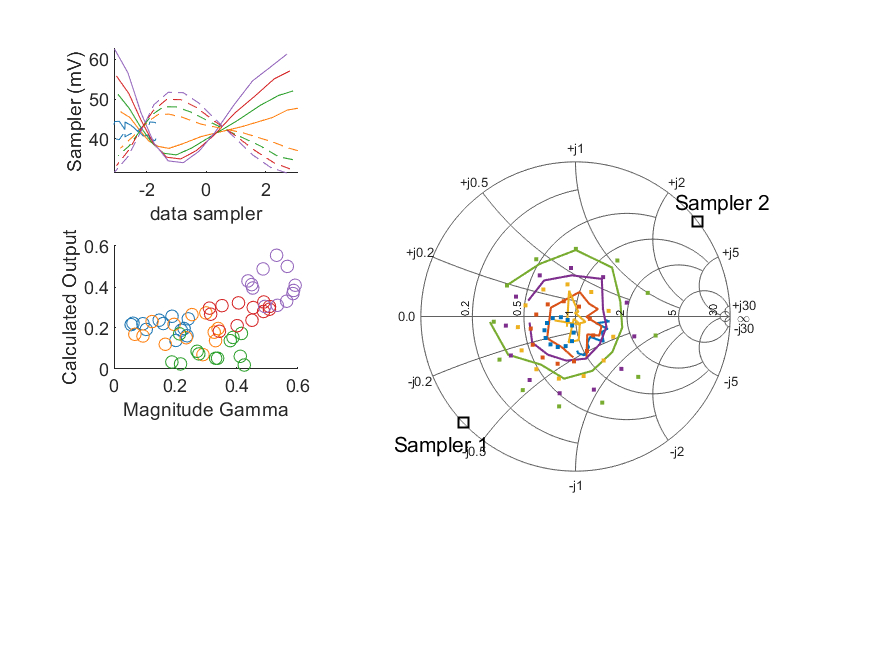 Sampler (mV)
60
50
40
-2
0
2
data sampler
Calculated Output
0.6
0.4
0.2
0
0
0.2
0.4
0.6
Magnitude Gamma
+j1
+j0.5
+j2
Sampler 2
+j0.2
+j5
0.0
0.2
0.5
1
2
5
30
+j30
∞
-j30
-j0.2
-j5
Sampler 1
-j0.5
-j2
-j1